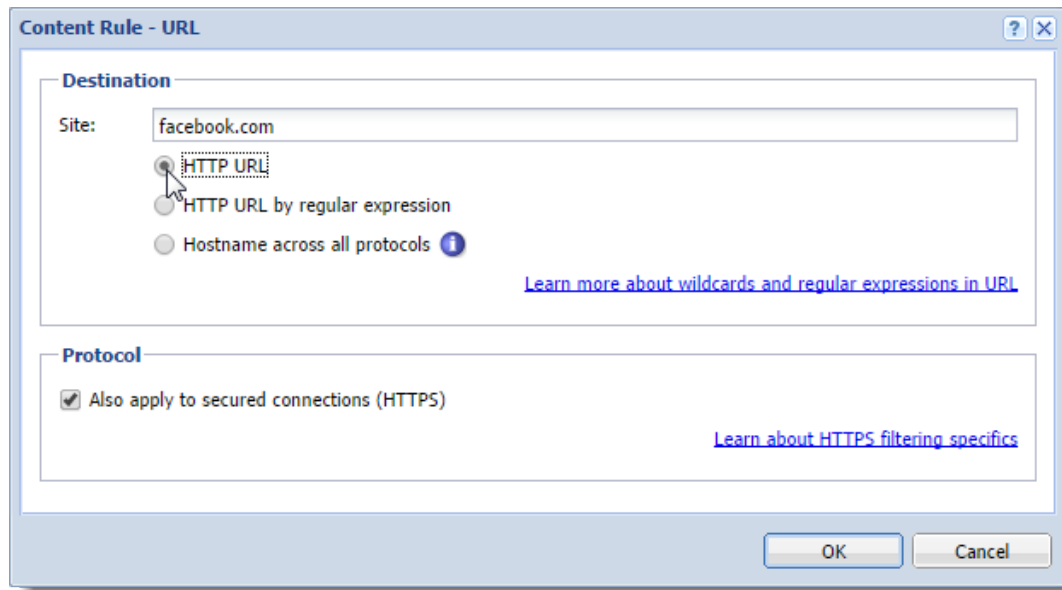 Content Rule - URL
Destination
Site: facebook.com
HTTP URL
HTTP URL by regular expression
Hostname across all protocols
Learn more about wildcards and regular expressions in URL
Protocol
Also apply to secured connections (HTTPS)
Learn about HTTPS filtering specifics
OK Cancel